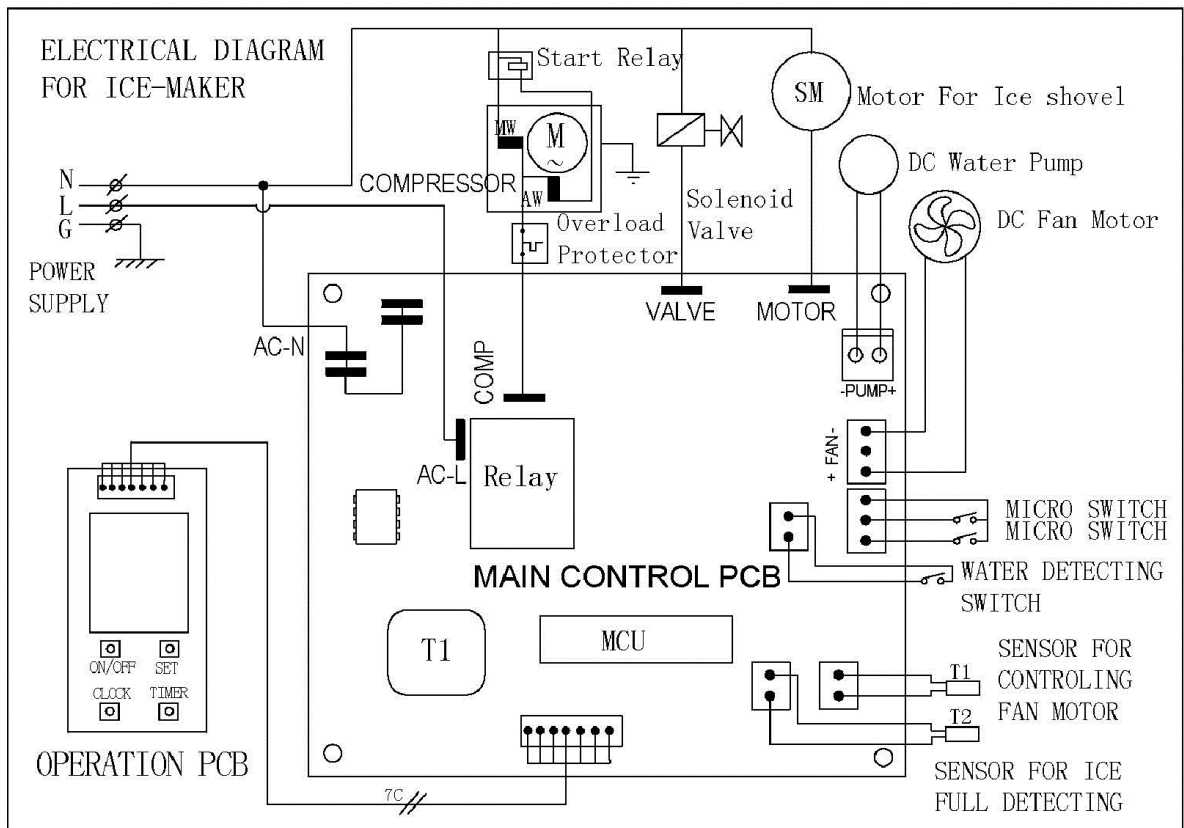 ELECTRICAL DIAGRAM
FOR ICE-MAKER
Start Relay
SM
Motor For Ice shovel
MW
M
~
DC Water Pump
N
L
G
COMPRESSOR
AW
Solenoid
Valve
DC Fan Motor
Overload
Protector
POWER
SUPPLY
VALVE
MOTOR
AC-N
COMP
-PUMP+
+ FAN-
AC-L
Relay
MICRO SWITCH
MICRO SWITCH
MAIN CONTROL PCB
WATER DETECTING
SWITCH
T1
MCU
ON/OFF
SET
CLOCK
TIMER
SENSOR FOR
CONTROLING
FAN MOTOR
T1
T2
OPERATION PCB
SENSOR FOR ICE
FULL DETECTING
7C